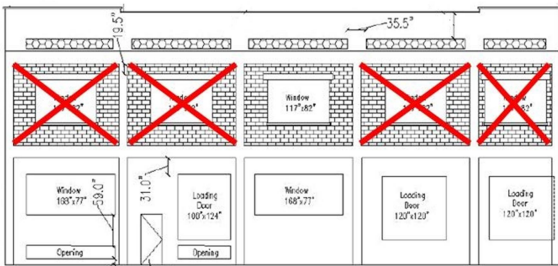 19.5"
35.5"
Window
117"x82"
Window
168"x77"
59.0"
Opening
31.0"
Loading
Door
100"x124"
Opening
Window
168"x77"
Loading
Door
120"x120"
Loading
Door
120"x120"